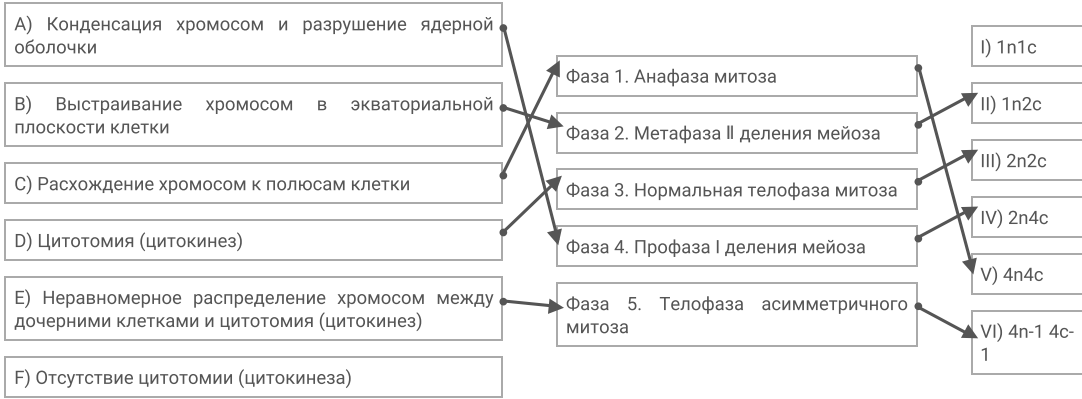 A) Конденсация хромосом и разрушение ядерной
оболочки
B) Выстраивание хромосом в экваториальной
плоскости клетки
C) Расхождение хромосом к полюсам клетки
D) Цитотомия (цитокинез)
E) Неравномерное распределение хромосом между
дочерними клетками и цитотомия (цитокинез)
F) Отсутствие цитотомии (цитокинеза)
Фаза 1. Анафаза митоза
Фаза 2. Метафаза II деления мейоза
Фаза 3. Нормальная телофаза митоза
Фаза 4. Профаза I деления мейоза
Фаза 5. Телофаза асимметричного
митоза
I) 1n1c
II) 1n2c
III) 2n2c
IV) 2n4c
V) 4n4c
VI) 4n-1 4c-
1